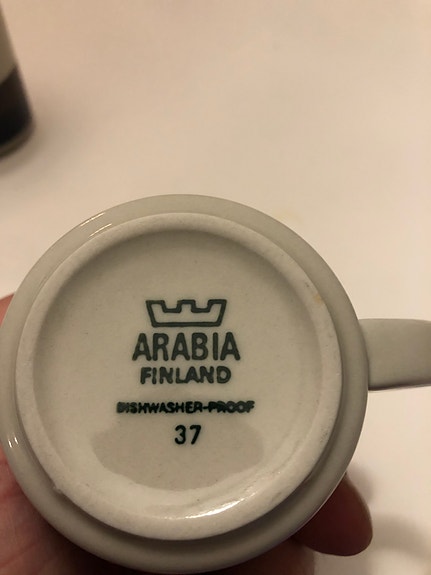 ARABIA
FINLAND
DISHWASHER-PROOF
37